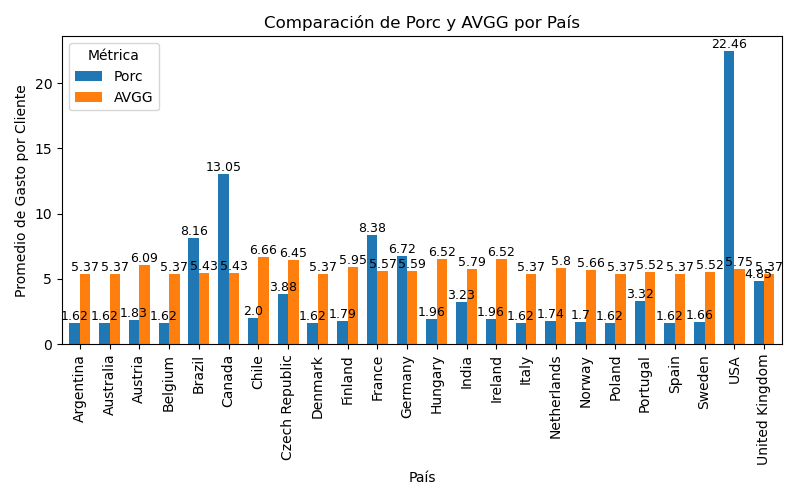 Comparación de Porc y AVGG por País
Métrica
Porc
AVGG
Promedio de Gasto por Cliente
20
15
10
5
0
1.62 5.37
1.62 5.37
1.83 6.09
1.62 5.37
8.16 5.43
13.05 5.43
2.0 6.66
3.88 6.45
1.62 5.37
1.79 5.95
8.38 5.57
6.72 5.59
1.96 6.52
3.23 5.79
1.96 6.52
1.62 5.37
1.74 5.8
1.7 5.66
1.62 5.37
3.32 5.52
1.62 5.37
1.66 5.52
22.46 5.75
4.85 5.37
Argentina
Australia
Austria
Belgium
Brazil
Canada
Chile
Czech Republic
Denmark
Finland
France
Germany
Hungary
India
Ireland
Italy
Netherlands
Norway
Poland
Portugal
Spain
Sweden
USA
United Kingdom
País